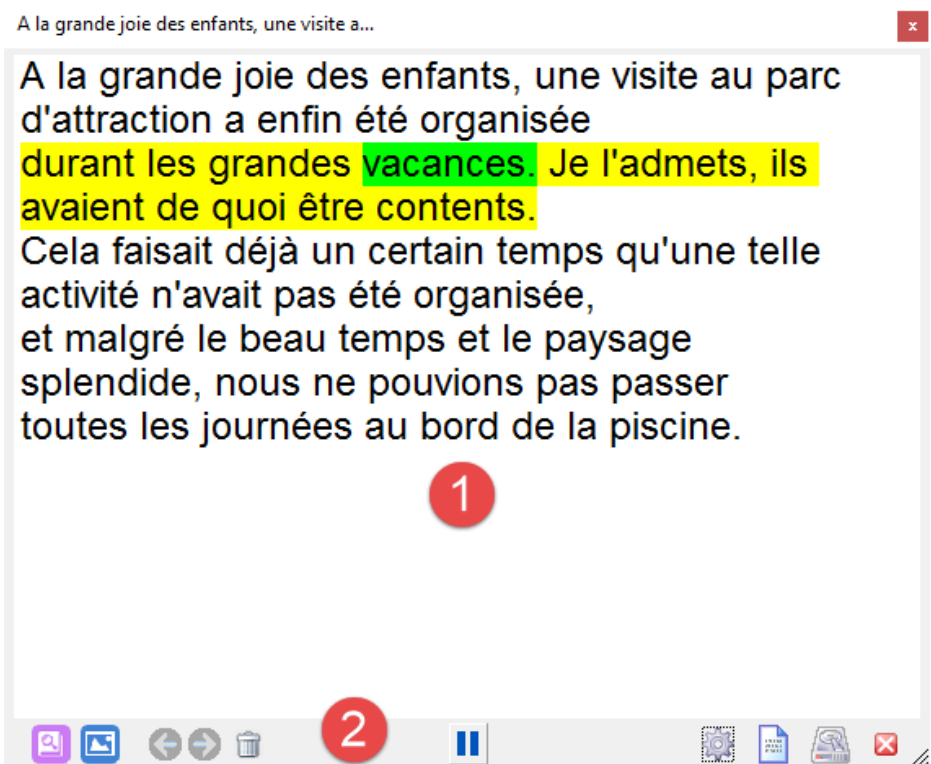 A la grande joie des enfants, une visite a...
x
A la grande joie des enfants, une visite au parc
d'attraction a enfin été organisée
durant les grandes vacances. Je l'admets, ils
avaient de quoi être contents.
Cela faisait déjà un certain temps qu'une telle
activité n'avait pas été organisée,
et malgré le beau temps et le paysage
splendide, nous ne pouvions pas passer
toutes les journées au bord de la piscine.
1
2